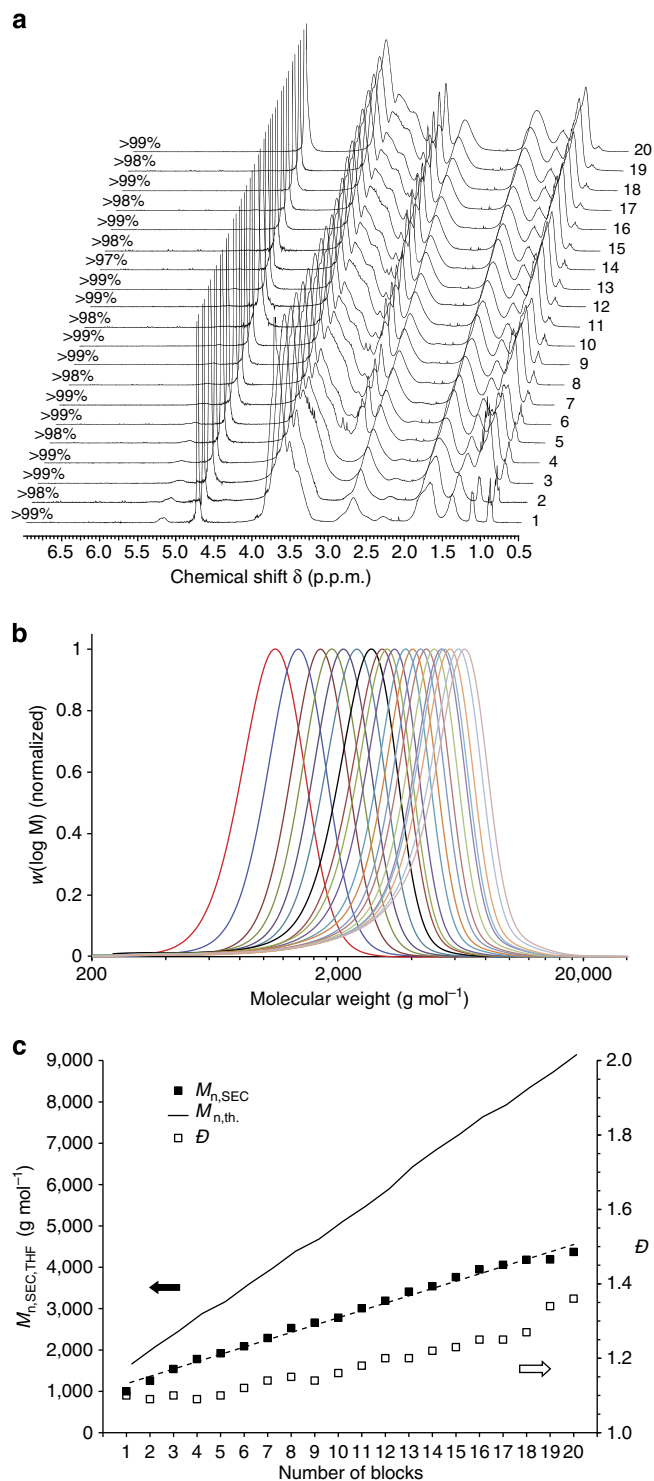 a
>99% 20
>98% 19
>99% 18
>98% 17
>99% 16
>98% 15
>97% 14
>99% 13
>99% 12
>98% 11
>99% 10
>99% 9
>98% 8
>99% 7
>99% 6
>98% 5
>99% 4
>99% 3
>98% 2
>99% 1
6.5 6.0 5.5 5.0 4.5 4.0 3.5 3.0 2.5 2.0 1.5 1.0 0.5
Chemical shift δ (p.p.m.)
b
w(log M) (normalized)
1
0.8
0.6
0.4
0.2
0
200 2,000 20,000
Molecular weight (g mol⁻¹)
c
M_{n,SEC,THF} (g mol⁻¹)
9,000 2.0
8,000
7,000 1.8
6,000
5,000 1.6
4,000
3,000 1.4
2,000 1.2
1,000
0 1.0
M_{n,SEC}
M_{n,th.}
Đ
Đ
1 2 3 4 5 6 7 8 9 10 11 12 13 14 15 16 17 18 19 20
Number of blocks